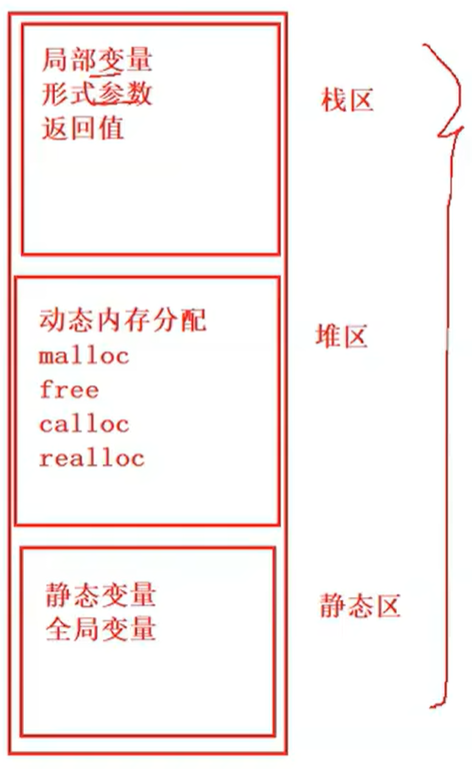 局部变量
形式参数
返回值
栈区
动态内存分配
malloc
free
calloc
realloc
堆区
静态变量
全局变量
静态区